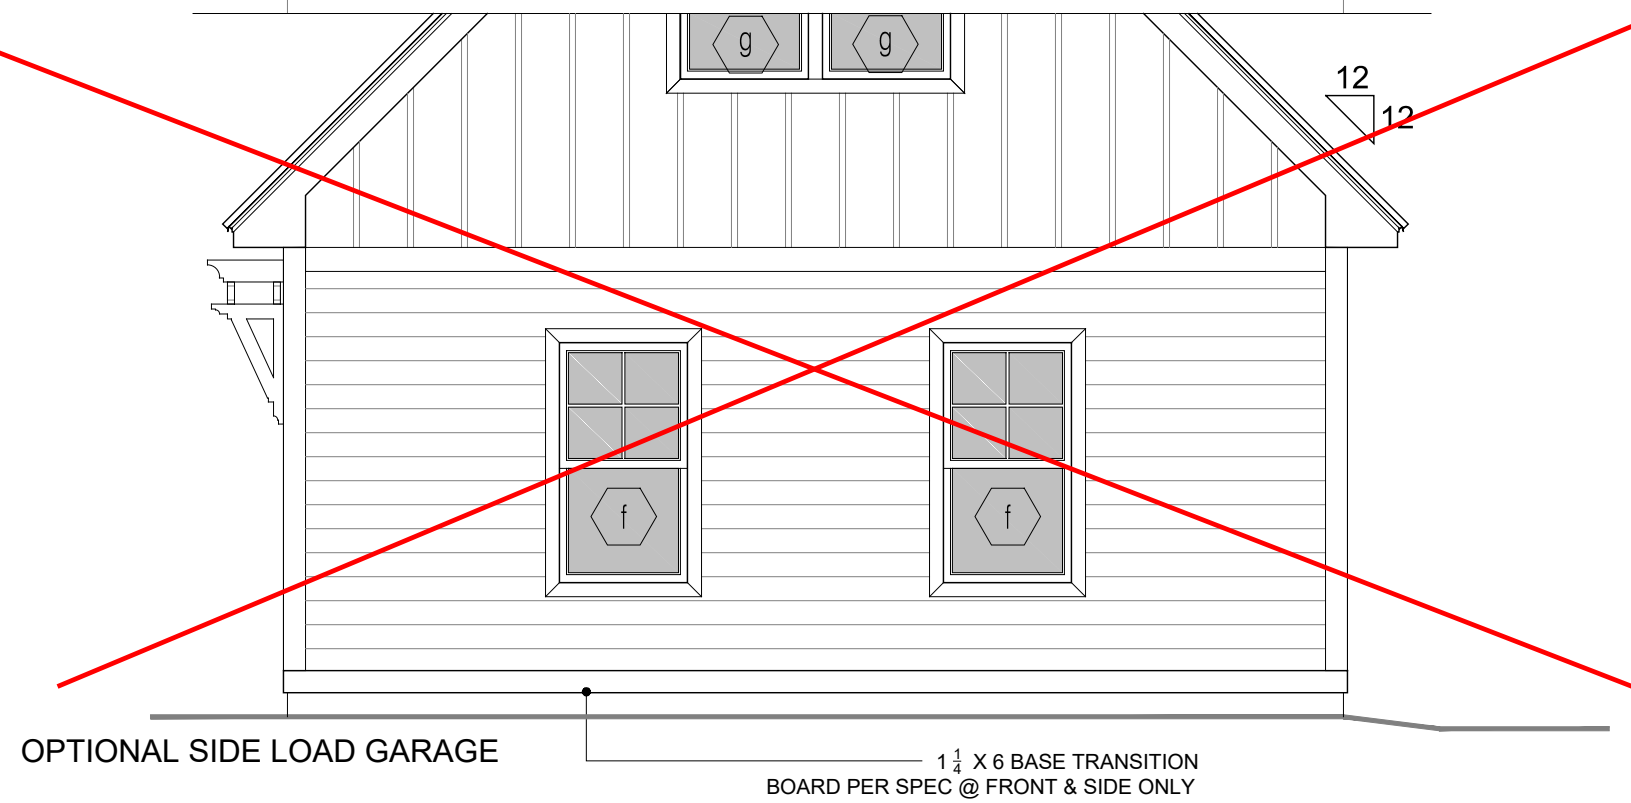 g g
12
12
f f
OPTIONAL SIDE LOAD GARAGE
1 1/4 X 6 BASE TRANSITION
BOARD PER SPEC @ FRONT & SIDE ONLY